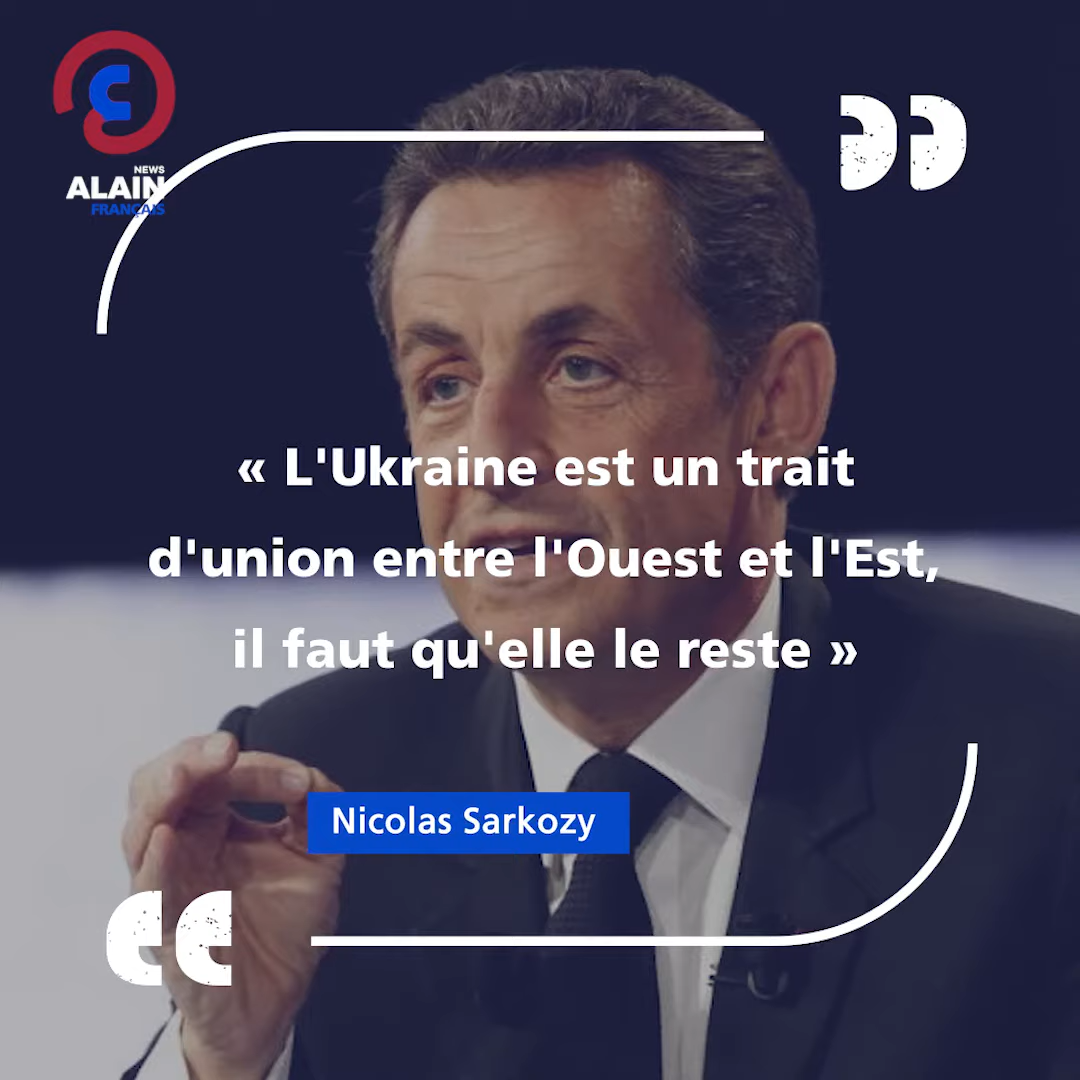 NEWS
ALAIN
FRANÇAIS
« L'Ukraine est un trait
d'union entre l'Ouest et l'Est,
il faut qu'elle le reste »
Nicolas Sarkozy